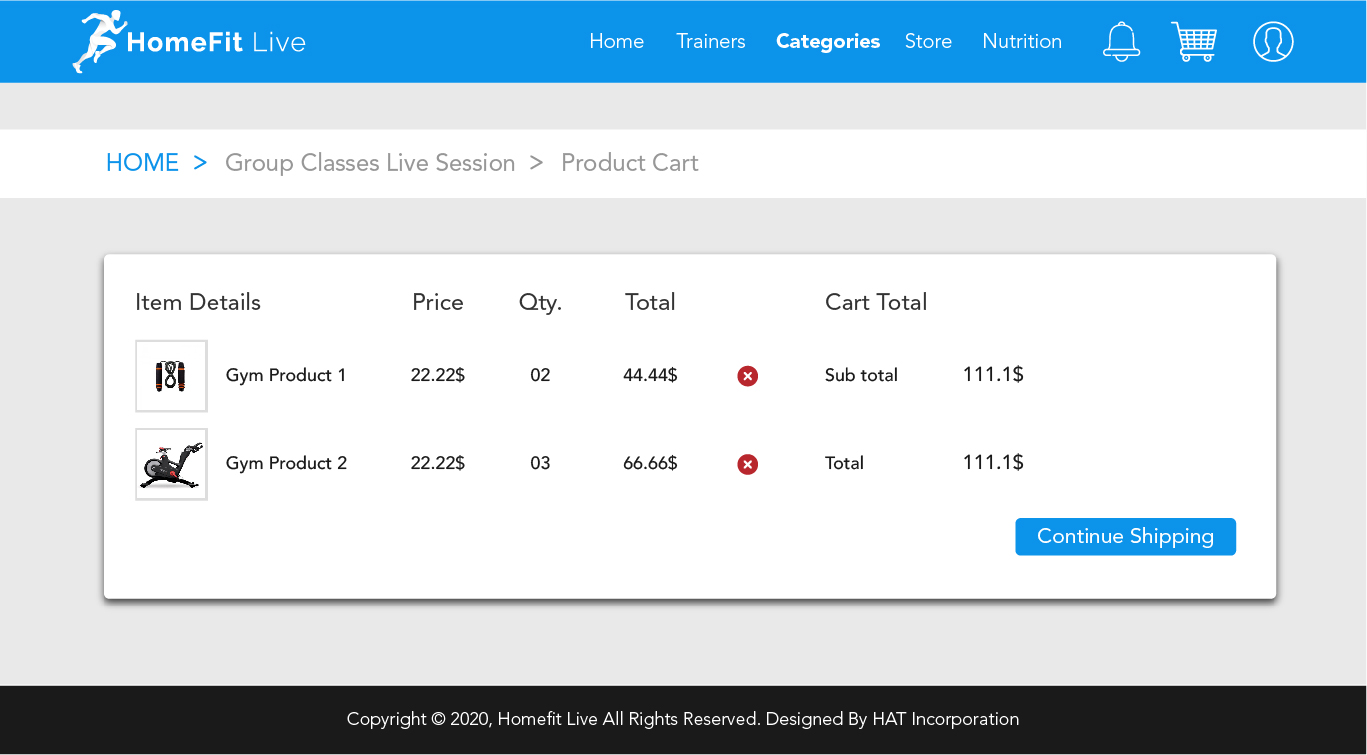 HomeFit Live Home Trainers Categories Store Nutrition
HOME > Group Classes Live Session > Product Cart
Item Details Price Qty. Total Cart Total
Gym Product 1 22.22$ 02 44.44$ Sub total 111.1$
Gym Product 2 22.22$ 03 66.66$ Total 111.1$
Continue Shipping
Copyright © 2020, Homefit Live All Rights Reserved. Designed By HAT Incorporation